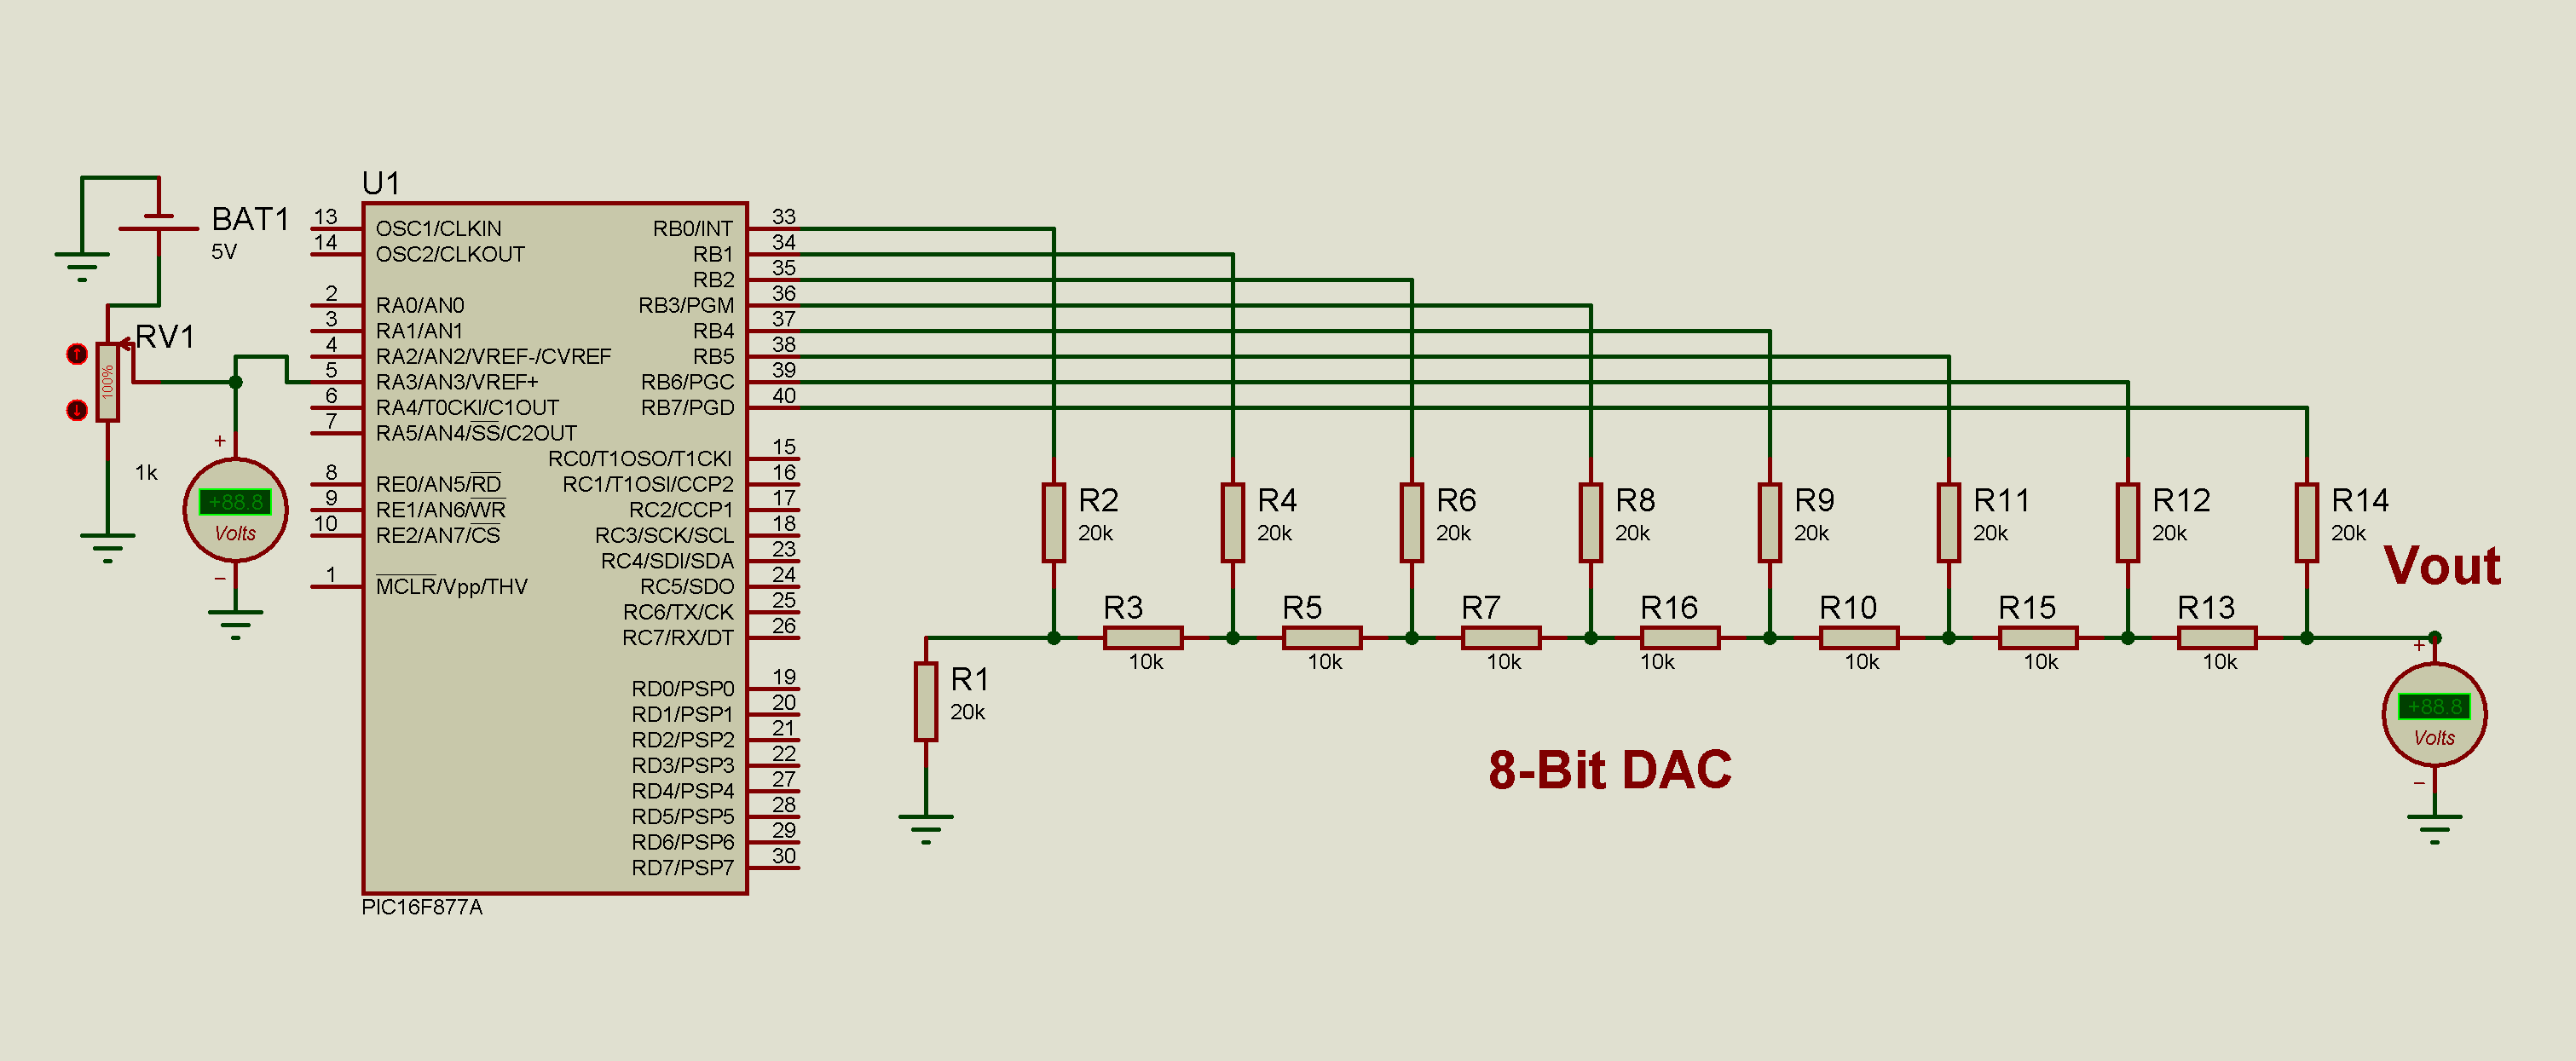 U1
BAT1
5V
RV1
100%
1k
+
+88.8
Volts
−
13 OSC1/CLKIN
14 OSC2/CLKOUT
2 RA0/AN0
3 RA1/AN1
4 RA2/AN2/VREF-/CVREF
5 RA3/AN3/VREF+
6 RA4/T0CKI/C1OUT
7 RA5/AN4/SS/C2OUT
8 RE0/AN5/RD
9 RE1/AN6/WR
10 RE2/AN7/CS
1 MCLR/Vpp/THV
RB0/INT 33
RB1 34
RB2 35
RB3/PGM 36
RB4 37
RB5 38
RB6/PGC 39
RB7/PGD 40
RC0/T1OSO/T1CKI 15
RC1/T1OSI/CCP2 16
RC2/CCP1 17
RC3/SCK/SCL 18
RC4/SDI/SDA 23
RC5/SDO 24
RC6/TX/CK 25
RC7/RX/DT 26
RD0/PSP0 19
RD1/PSP1 20
RD2/PSP2 21
RD3/PSP3 22
RD4/PSP4 27
RD5/PSP5 28
RD6/PSP6 29
RD7/PSP7 30
PIC16F877A
R2 R4 R6 R8 R9 R11 R12 R14
20k 20k 20k 20k 20k 20k 20k 20k
Vout
R3 R5 R7 R16 R10 R15 R13
10k 10k 10k 10k 10k 10k 10k
R1
20k
+
+88.8
Volts
−
8-Bit DAC